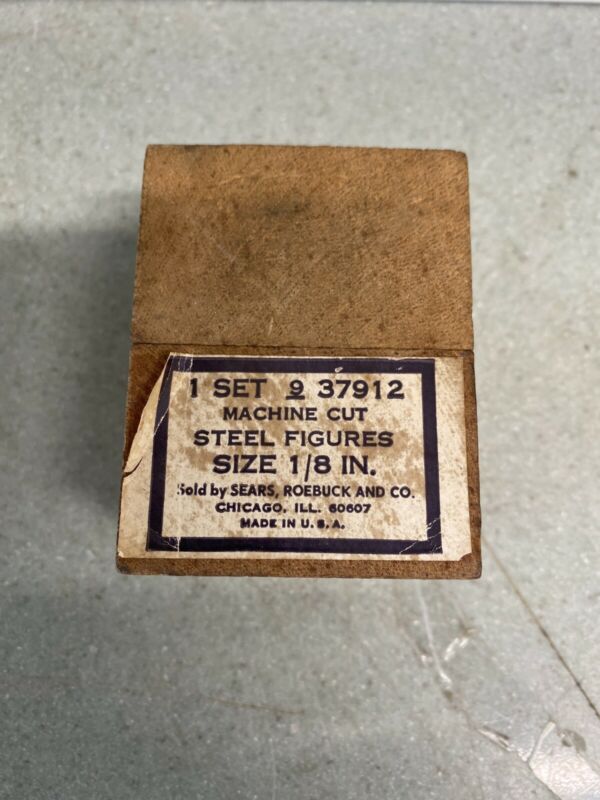 1 SET 9 37912
MACHINE CUT
STEEL FIGURES
SIZE 1/8 IN.
Sold by SEARS, ROEBUCK AND CO.
CHICAGO, ILL. 60607
MADE IN U.S.A.